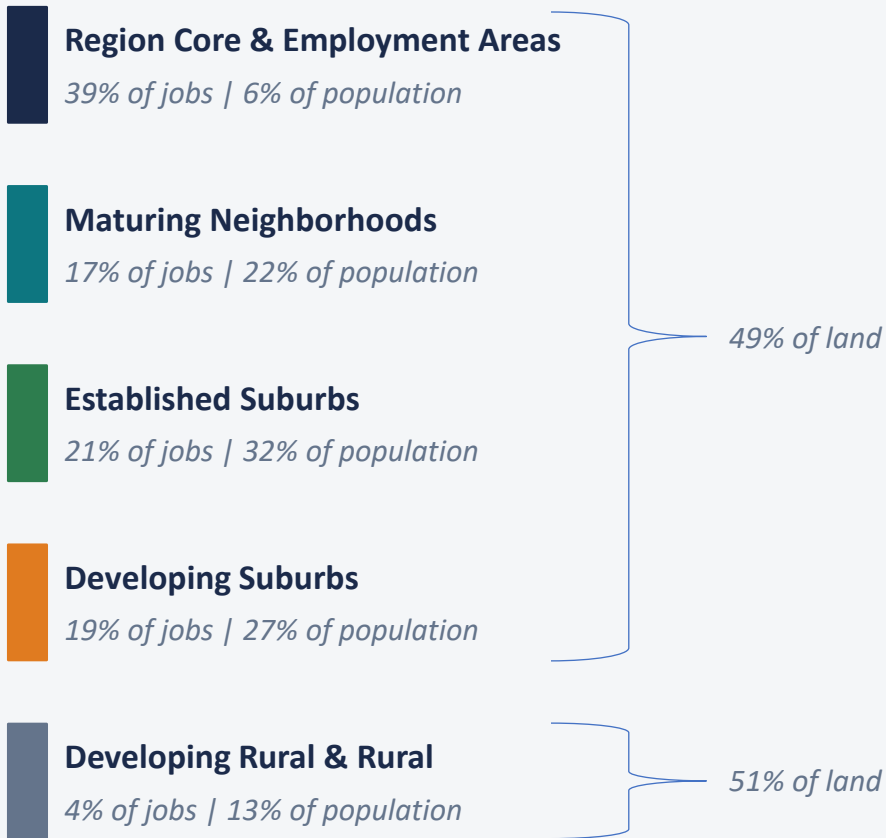 Region Core & Employment Areas
39% of jobs | 6% of population
Maturing Neighborhoods
17% of jobs | 22% of population
49% of land
Established Suburbs
21% of jobs | 32% of population
Developing Suburbs
19% of jobs | 27% of population
Developing Rural & Rural
4% of jobs | 13% of population
51% of land